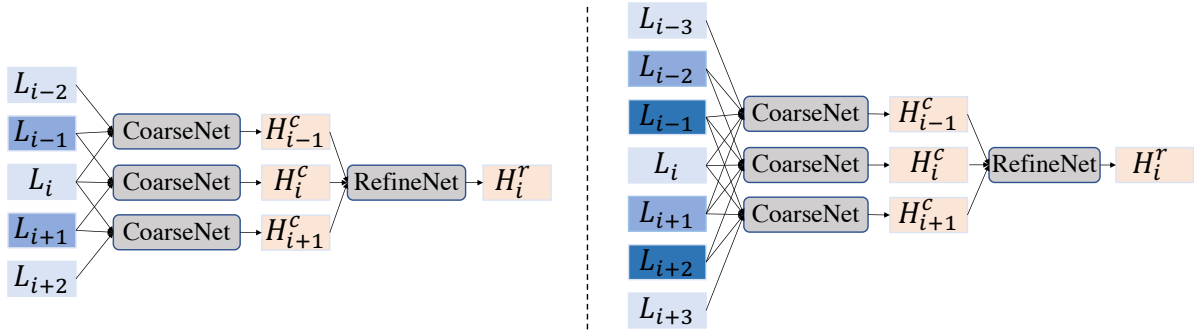 L_{i-2}
L_{i-1}
L_i
L_{i+1}
L_{i+2}
CoarseNet
CoarseNet
CoarseNet
H^c_{i-1}
H^c_i
H^c_{i+1}
RefineNet
H^r_i
L_{i-3}
L_{i-2}
L_{i-1}
L_i
L_{i+1}
L_{i+2}
L_{i+3}
CoarseNet
CoarseNet
CoarseNet
H^c_{i-1}
H^c_i
H^c_{i+1}
RefineNet
H^r_i